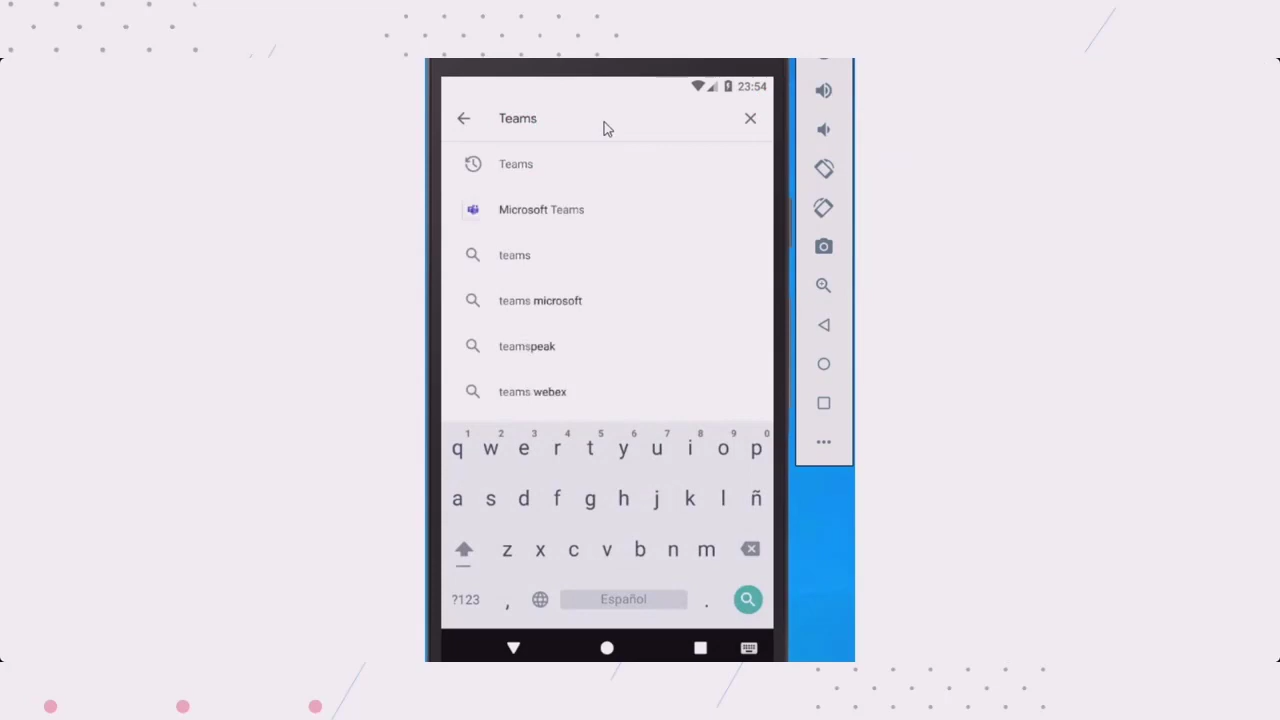 23:54
Teams
Teams
Microsoft Teams
teams
teams microsoft
teamspeak
teams webex
1 2 3 4 5 6 7 8 9 0
q w e r t y u i o p
a s d f g h j k l ñ
z x c v b n m
?123 , Español .